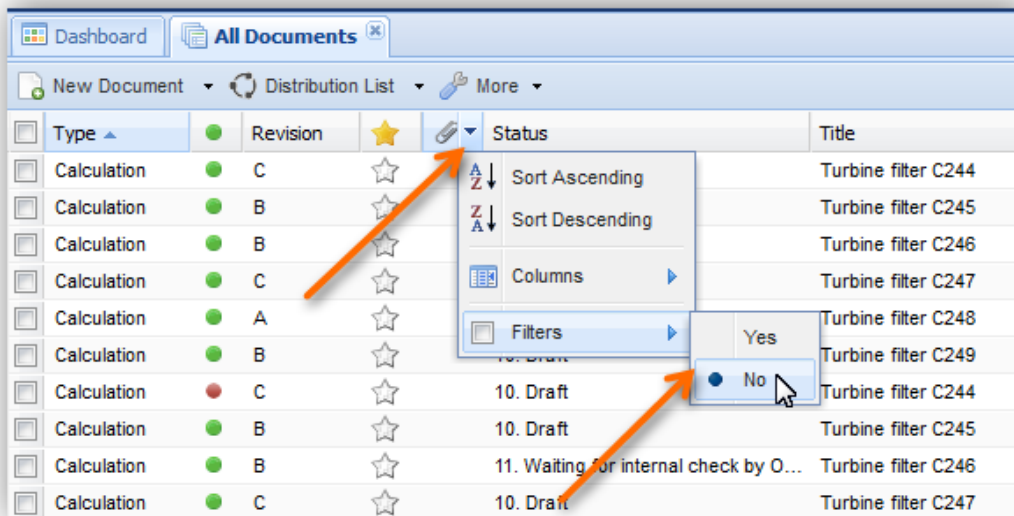 Dashboard All Documents
New Document Distribution List More
Type Revision Status Title
Calculation C Turbine filter C244
Sort Ascending
Calculation B Turbine filter C245
Sort Descending
Calculation B Turbine filter C246
Calculation C Turbine filter C247
Columns
Calculation A Turbine filter C248
Filters Yes
Calculation B 10. Draft Turbine filter C249
No
Calculation C 10. Draft Turbine filter C244
Calculation B 10. Draft Turbine filter C245
Calculation B 11. Waiting for internal check by O... Turbine filter C246
Calculation C 10. Draft Turbine filter C247